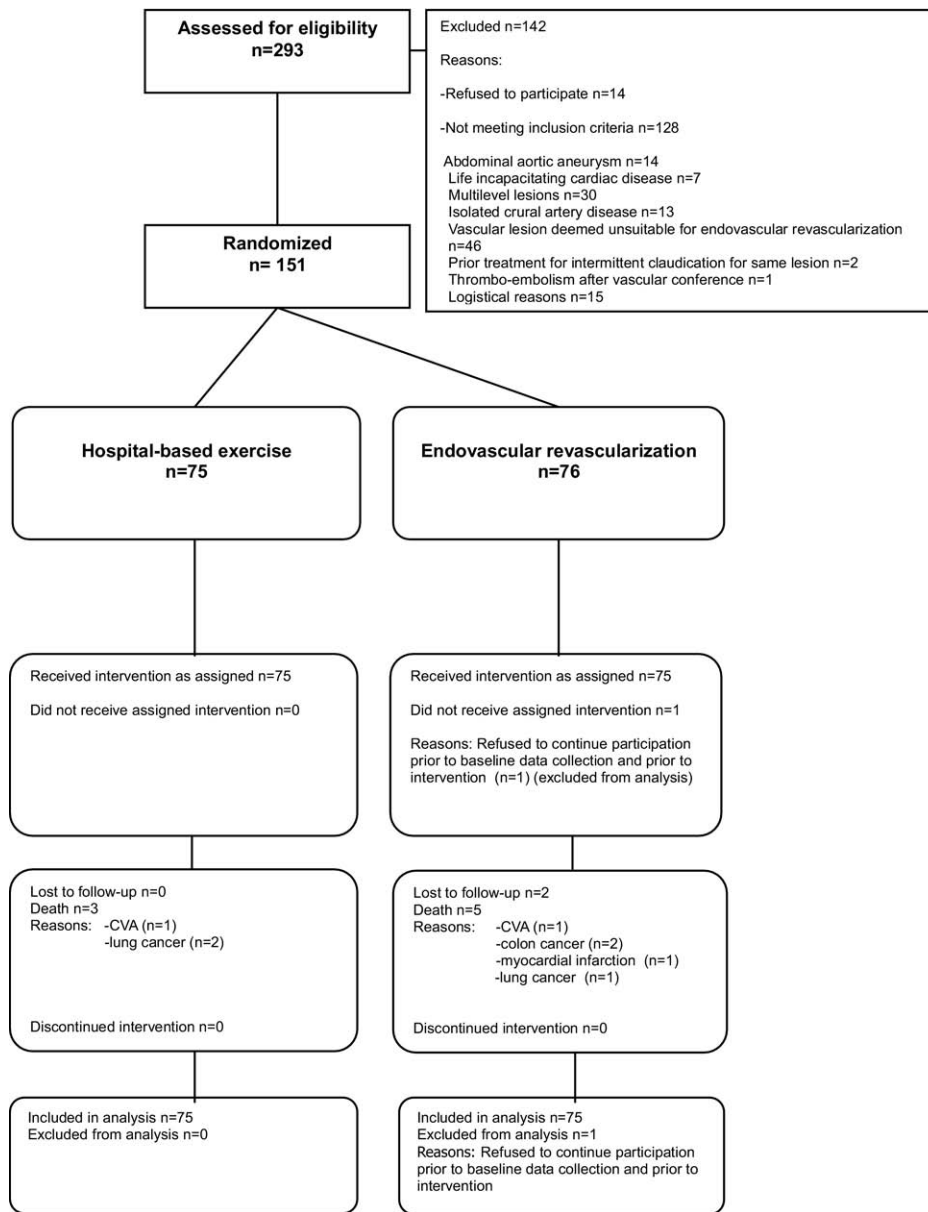 Assessed for eligibility
n=293
Excluded n=142
Reasons:
-Refused to participate n=14
-Not meeting inclusion criteria n=128
Abdominal aortic aneurysm n=14
Life incapacitating cardiac disease n=7
Multilevel lesions n=30
Isolated crural artery disease n=13
Vascular lesion deemed unsuitable for endovascular revascularization
n=46
Prior treatment for intermittent claudication for same lesion n=2
Thrombo-embolism after vascular conference n=1
Logistical reasons n=15
Randomized
n= 151
Hospital-based exercise
n=75
Endovascular revascularization
n=76
Received intervention as assigned n=75
Did not receive assigned intervention n=0
Received intervention as assigned n=75
Did not receive assigned intervention n=1
Reasons: Refused to continue participation
prior to baseline data collection and prior to
intervention (n=1) (excluded from analysis)
Lost to follow-up n=0
Death n=3
Reasons: -CVA (n=1)
-lung cancer (n=2)
Discontinued intervention n=0
Lost to follow-up n=2
Death n=5
Reasons: -CVA (n=1)
-colon cancer (n=2)
-myocardial infarction (n=1)
-lung cancer (n=1)
Discontinued intervention n=0
Included in analysis n=75
Excluded from analysis n=0
Included in analysis n=75
Excluded from analysis n=1
Reasons: Refused to continue participation
prior to baseline data collection and prior to
intervention